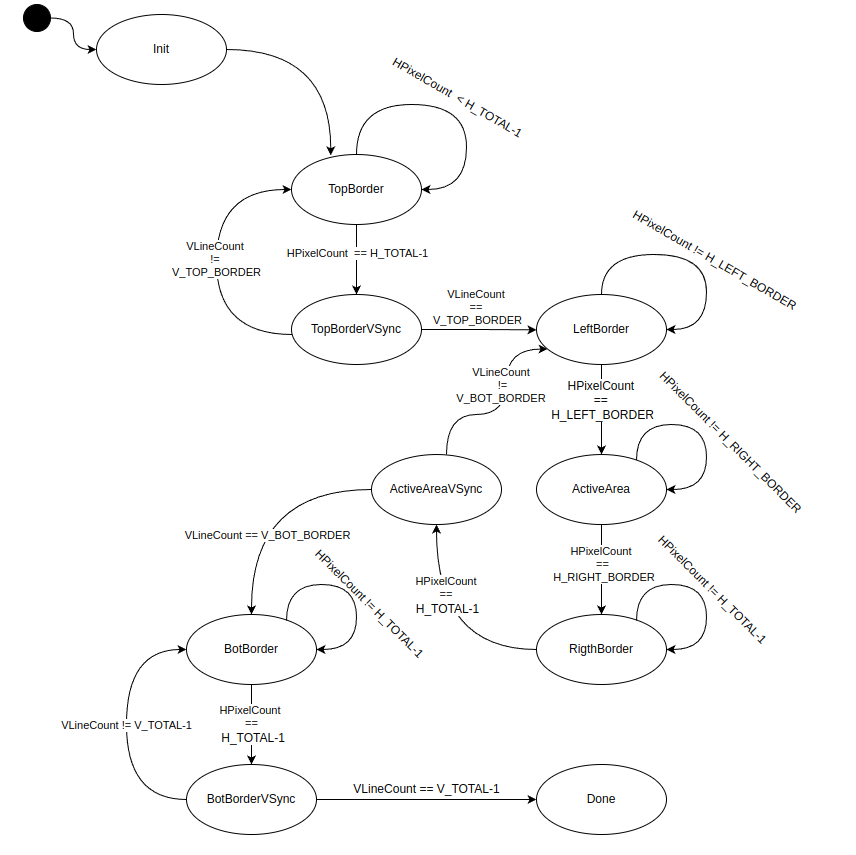 Init
HPixelCount < H_TOTAL-1
TopBorder
HPixelCount == H_TOTAL-1
VLineCount
!=
V_TOP_BORDER
TopBorderVSync
VLineCount
==
V_TOP_BORDER
HPixelCount != H_LEFT_BORDER
LeftBorder
VLineCount
!=
V_BOT_BORDER
HPixelCount
==
H_LEFT_BORDER
HPixelCount != H_RIGHT_BORDER
ActiveAreaVSync
ActiveArea
VLineCount == V_BOT_BORDER
HPixelCount
==
H_RIGHT_BORDER
HPixelCount != H_TOTAL-1
HPixelCount != H_TOTAL-1
HPixelCount
==
H_TOTAL-1
BotBorder
RigthBorder
HPixelCount
==
H_TOTAL-1
VLineCount != V_TOTAL-1
BotBorderVSync
VLineCount == V_TOTAL-1
Done